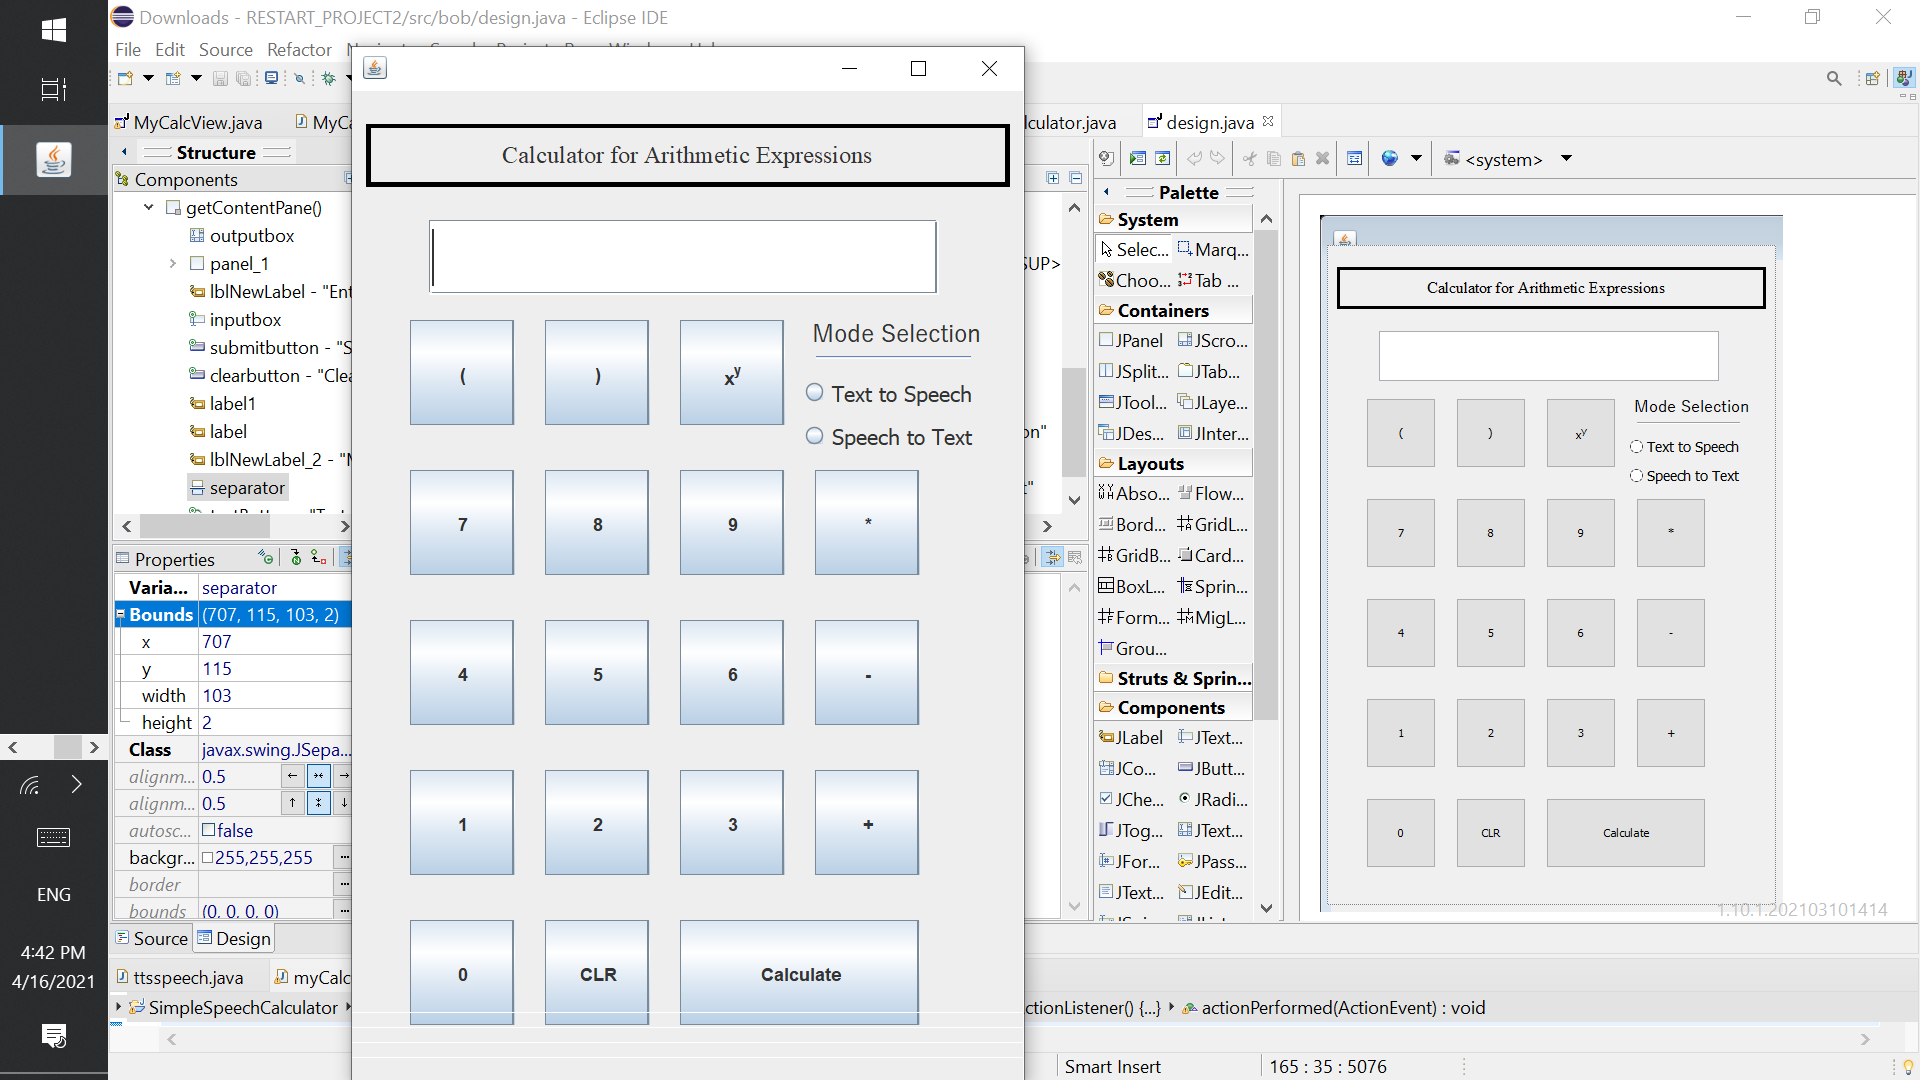 Downloads - RESTART_PROJECT2/src/bob/design.java - Eclipse IDE
File Edit Source Refactor
MyCalcView.java
design.java
Structure
Components
getContentPane()
outputbox
panel_1
lblNewLabel - "Ent
inputbox
submitbutton - "S
clearbutton - "Clea
label1
label
lblNewLabel_2 - "M
separator
Properties
Varia... separator
Bounds (707, 115, 103, 2)
x 707
y 115
width 103
height 2
Class javax.swing.JSepa...
alignm... 0.5
alignm... 0.5
autosc... false
backgr... 255,255,255
border
bounds (0, 0, 0, 0)
Source Design
ttsspeech.java myCalc
SimpleSpeechCalculator
ENG
4:42 PM
4/16/2021
Calculator for Arithmetic Expressions
( ) xʸ
Mode Selection
Text to Speech
Speech to Text
7 8 9 *
4 5 6 -
1 2 3 +
0 CLR Calculate
lculator.java
SUP>
on"
t"
<system>
Palette
System
Selec... Marq...
Choo... Tab ...
Containers
JPanel JScro...
JSplit... JTab...
JTool... JLaye...
JDes... JInter...
Layouts
Abso... Flow...
Bord... GridL...
GridB... Card...
BoxL... Sprin...
Form... MigL...
Grou...
Struts & Sprin...
Components
JLabel JText...
JCo... JButt...
JChe... JRadi...
JTog... JText...
JFor... JPass...
JText... JEdit...
Calculator for Arithmetic Expressions
( ) xʸ
Mode Selection
Text to Speech
Speech to Text
7 8 9 *
4 5 6 -
1 2 3 +
0 CLR Calculate
1.10.1.202103101414
ctionListener() {...} actionPerformed(ActionEvent) : void
Smart Insert 165 : 35 : 5076